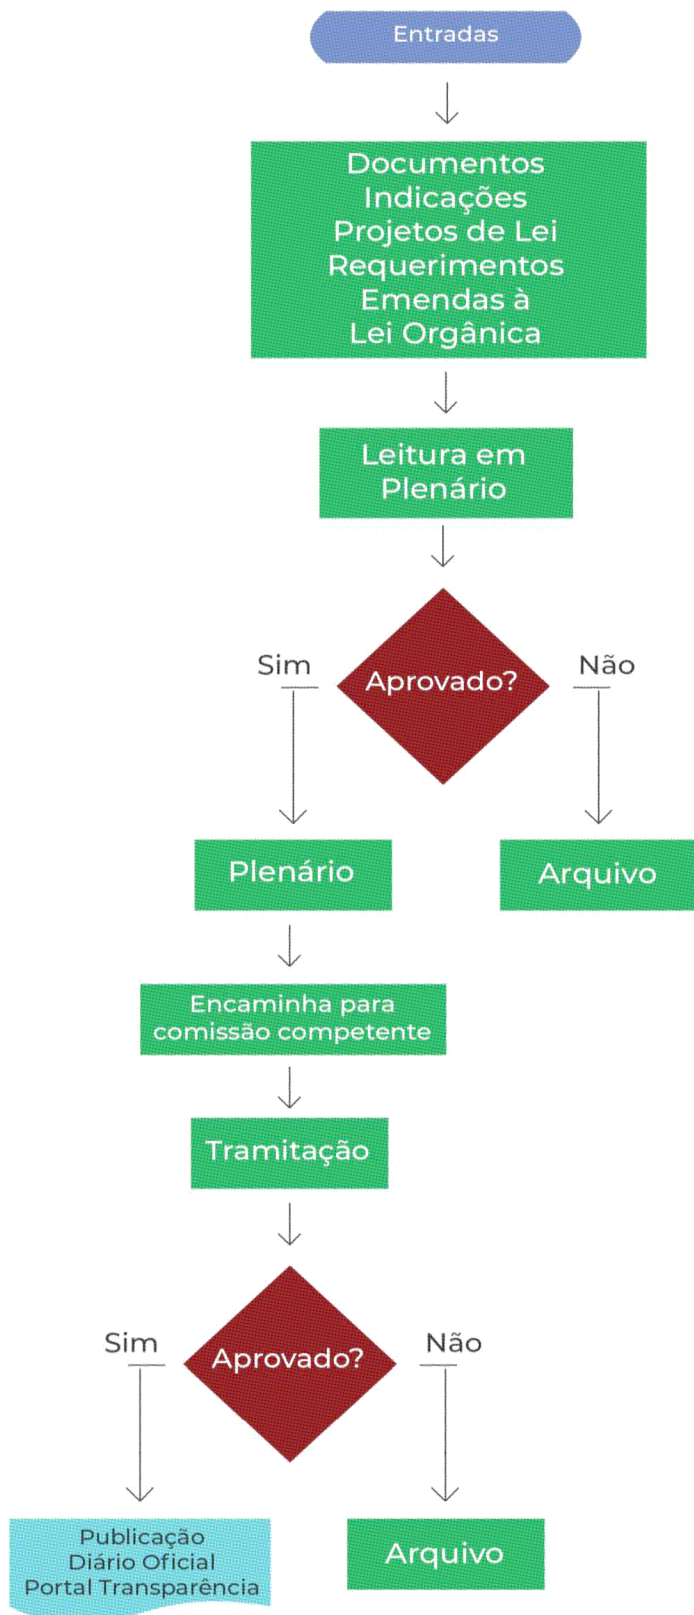 Entradas
Documentos
Indicações
Projetos de Lei
Requerimentos
Emendas à
Lei Orgânica
Leitura em
Plenário
Aprovado?
Sim
Não
Plenário
Arquivo
Encaminha para
comissão competente
Tramitação
Aprovado?
Sim
Não
Publicação
Diário Oficial
Portal Transparência
Arquivo